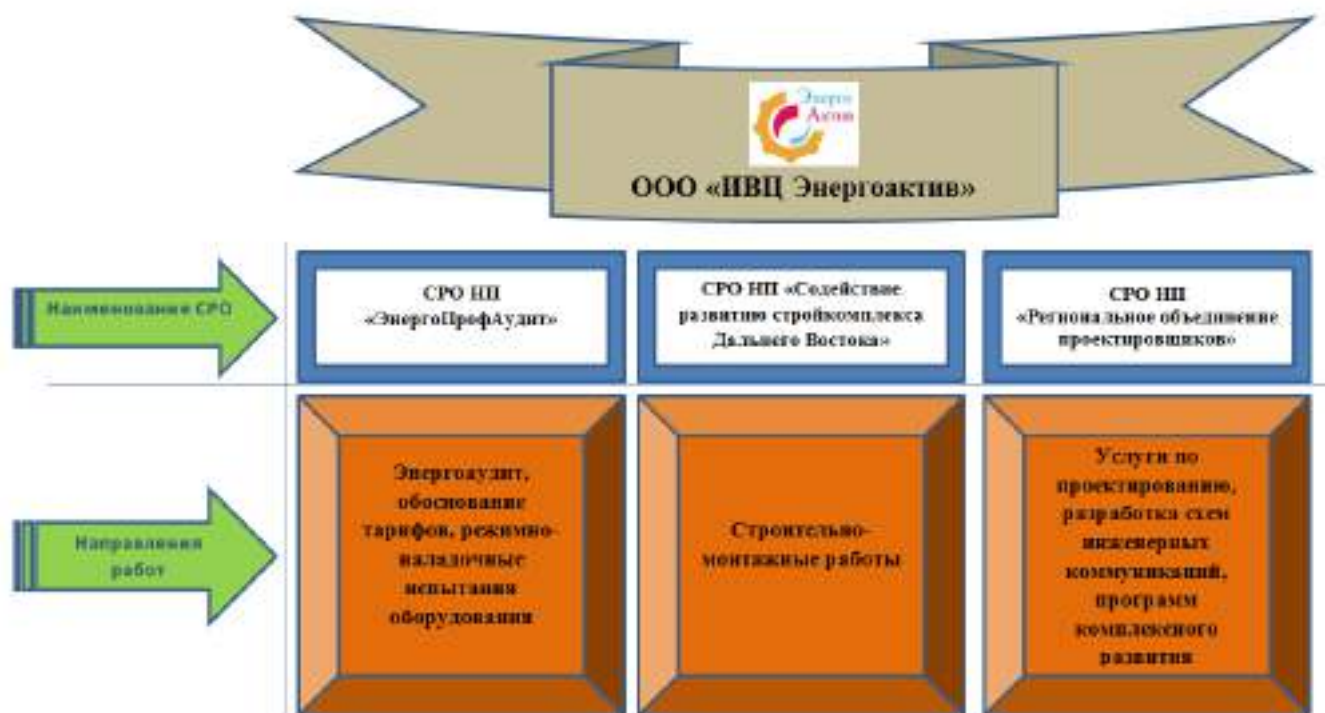 Энерго
Актив
ООО «ИВЦ Энергоактив»
Наименования СРО
СРО НП
«ЭнергоПрофАудит»
СРО НП «Содействие
развитию стройкомплекса
Дальнего Востока»
СРО НП
«Региональное объединение
проектировщиков»
Направления
работ
Энергоаудит,
обоснование
тарифов, режимно-
наладочные
испытания
оборудования
Строительно-
монтажные работы
Услуги по
проектированию,
разработка схем
инженерных
коммуникаций,
программ
комплексного
развития